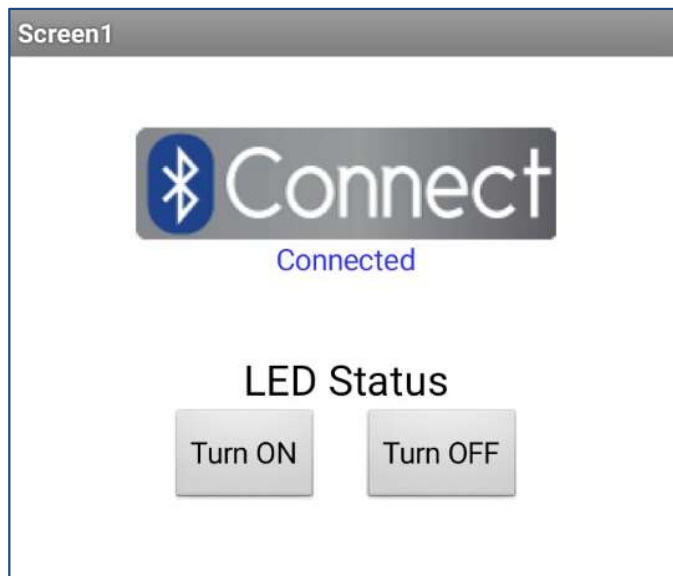 Screen1
Connect
Connected
LED Status
Turn ON Turn OFF